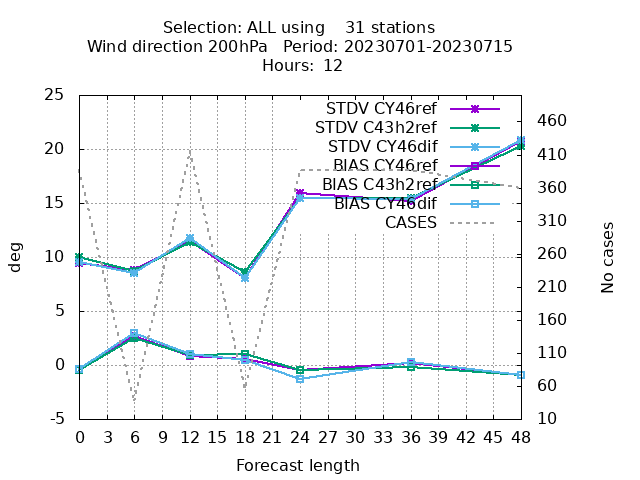 Selection: ALL using    31 stations
Wind direction 200hPa   Period: 20230701-20230715
Hours:  12
25
20
15
10
5
0
-5
deg
STDV CY46ref
STDV C43h2ref
STDV CY46dif
BIAS CY46ref
BIAS C43h2ref
BIAS CY46dif
CASES
460
410
360
310
260
210
160
110
60
10
No cases
0 3 6 9 12 15 18 21 24 27 30 33 36 39 42 45 48
Forecast length